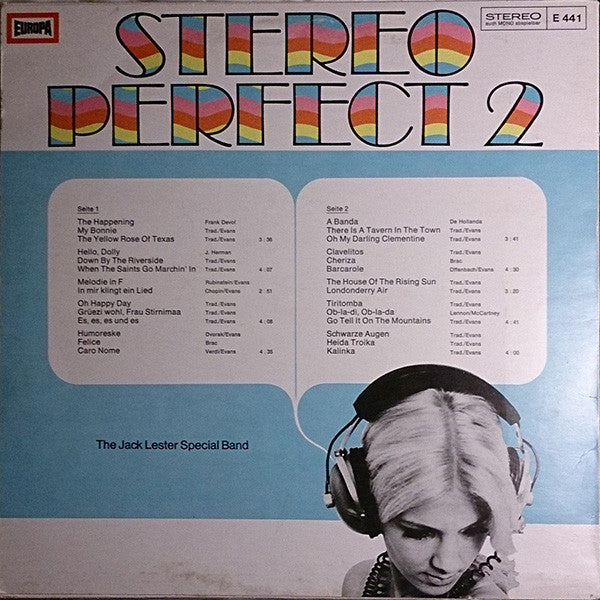 EUROPA
STEREO
auch MONO abspielbar
E 441
STEREO
PERFECT 2
Seite 1
The Happening Frank Devol
My Bonnie Trad./Evans
The Yellow Rose Of Texas Trad./Evans 3:36
Hello, Dolly J. Herman
Down By The Riverside Trad./Evans
When The Saints Go Marchin' In Trad./Evans 4:07
Melodie in F Rubinstein/Evans
In mir klingt ein Lied Chopin/Evans 2:51
Oh Happy Day Trad./Evans
Grüezi wohl, Frau Stirnimaa Trad./Evans
Es, es, es und es Trad./Evans 4:08
Humoreske Dvorak/Evans
Felice Brac
Caro Nome Verdi/Evans 4:35
Seite 2
A Banda De Hollanda
There Is A Tavern In The Town Trad./Evans
Oh My Darling Clementine Trad./Evans 3:41
Clavelitos Trad./Evans
Cheriza Brac
Barcarole Offenbach/Evans 4:30
The House Of The Rising Sun Trad./Evans
Londonderry Air Trad./Evans 3:20
Tiritomba Trad./Evans
Ob-la-di, Ob-la-da Lennon/McCartney
Go Tell It On The Mountains Trad./Evans 4:41
Schwarze Augen Trad./Evans
Heida Troika Trad./Evans
Kalinka Trad./Evans 4:00
The Jack Lester Special Band